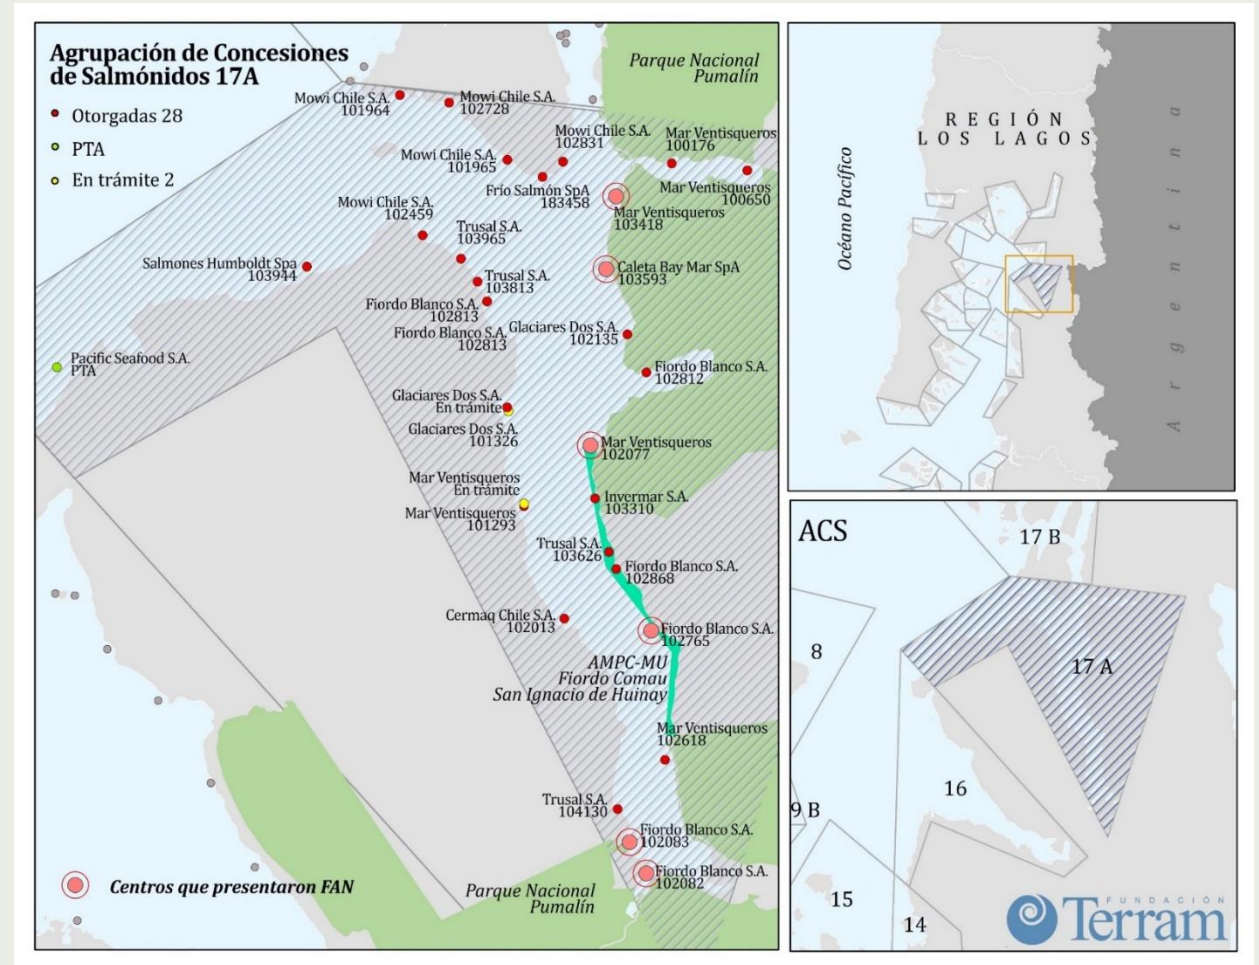 Agrupación de Concesiones
de Salmónidos 17A
Otorgadas 28
PTA
En trámite 2
Parque Nacional
Pumalín
Mowi Chile S.A.
101964
Mowi Chile S.A.
102728
Mowi Chile S.A.
102831
Mar Ventisqueros
100176
Mowi Chile S.A.
101965
Frío Salmón SpA
183458
Mar Ventisqueros
100650
Mowi Chile S.A.
102459
Mar Ventisqueros
103418
Trusal S.A.
103965
Salmones Humboldt Spa
103944
Caleta Bay Mar SpA
103593
Trusal S.A.
103813
Fiordo Blanco S.A.
102813
Fiordo Blanco S.A.
102813
Glaciares Dos S.A.
102135
Pacific Seafood S.A.
PTA
Fiordo Blanco S.A.
102812
Glaciares Dos S.A.
En trámite
Glaciares Dos S.A.
101326
Mar Ventisqueros
102077
Mar Ventisqueros
En trámite
Mar Ventisqueros
101293
Invermar S.A.
103310
Trusal S.A.
103626
Fiordo Blanco S.A.
102868
Cermaq Chile S.A.
102013
Fiordo Blanco S.A.
102765
AMPC-MU
Fiordo Comau
San Ignacio de Huinay
Mar Ventisqueros
102618
Trusal S.A.
104130
Fiordo Blanco S.A.
102083
Fiordo Blanco S.A.
102082
Centros que presentaron FAN
Parque Nacional
Pumalín
REGIÓN
LOS LAGOS
Océano Pacífico
Argentina
ACS
17 B
8
17 A
16
9 B
15
14
FUNDACIÓN
Terram